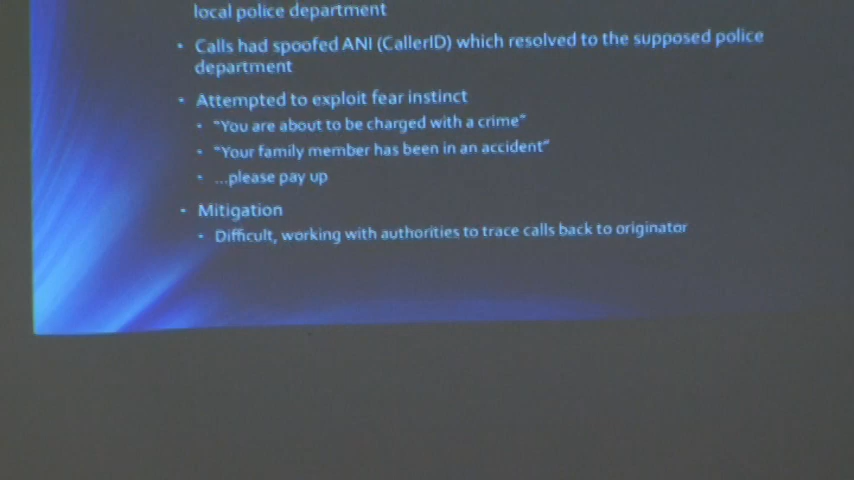 local police department
• Calls had spoofed ANI (CallerID) which resolved to the supposed police
department
• Attempted to exploit fear instinct
• "You are about to be charged with a crime"
• "Your family member has been in an accident"
• ...please pay up
• Mitigation
• Difficult, working with authorities to trace calls back to originator